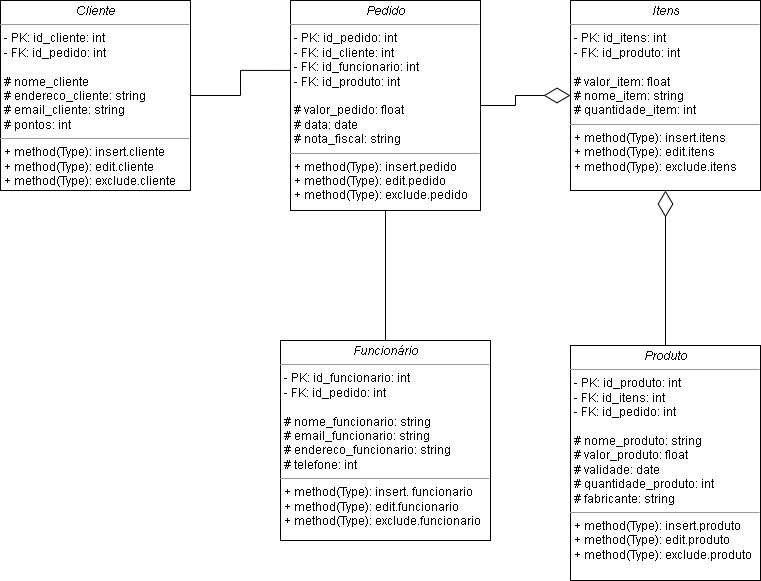 Cliente
- PK: id_cliente: int
- FK: id_pedido: int
# nome_cliente
# endereco_cliente: string
# email_cliente: string
# pontos: int
+ method(Type): insert.cliente
+ method(Type): edit.cliente
+ method(Type): exclude.cliente
Pedido
- PK: id_pedido: int
- FK: id_cliente: int
- FK: id_funcionario: int
- FK: id_produto: int
# valor_pedido: float
# data: date
# nota_fiscal: string
+ method(Type): insert.pedido
+ method(Type): edit.pedido
+ method(Type): exclude.pedido
Itens
- PK: id_itens: int
- FK: id_produto: int
# valor_item: float
# nome_item: string
# quantidade_item: int
+ method(Type): insert.itens
+ method(Type): edit.itens
+ method(Type): exclude.itens
Funcionário
- PK: id_funcionario: int
- FK: id_pedido: int
# nome_funcionario: string
# email_funcionario: string
# endereco_funcionario: string
# telefone: int
+ method(Type): insert. funcionario
+ method(Type): edit.funcionario
+ method(Type): exclude.funcionario
Produto
- PK: id_produto: int
- FK: id_itens: int
- FK: id_pedido: int
# nome_produto: string
# valor_produto: float
# validade: date
# quantidade_produto: int
# fabricante: string
+ method(Type): insert.produto
+ method(Type): edit.produto
+ method(Type): exclude.produto